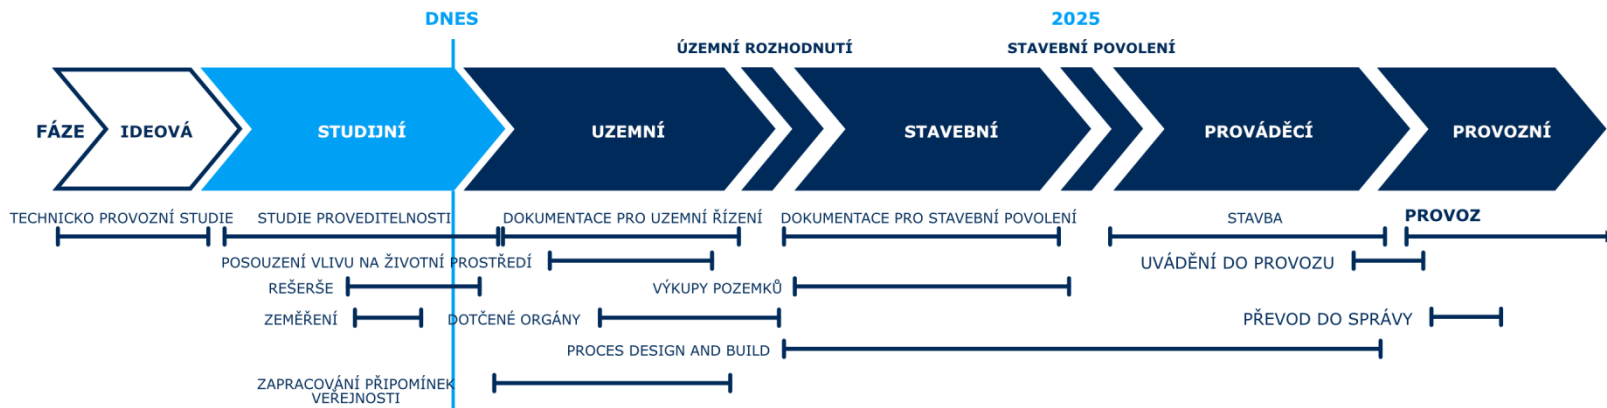 DNES
2025
ÚZEMNÍ ROZHODNUTÍ
STAVEBNÍ POVOLENÍ
FÁZE
IDEOVÁ
STUDIJNÍ
UZEMNÍ
STAVEBNÍ
PROVÁDĚCÍ
PROVOZNÍ
TECHNICKO PROVOZNÍ STUDIE
STUDIE PROVEDITELNOSTI
DOKUMENTACE PRO UZEMNÍ ŘÍZENÍ
DOKUMENTACE PRO STAVEBNÍ POVOLENÍ
STAVBA
PROVOZ
POSOUZENÍ VLIVU NA ŽIVOTNÍ PROSTŘEDÍ
UVÁDĚNÍ DO PROVOZU
REŠERŠE
VÝKUPY POZEMKŮ
ZEMĚŘENÍ
DOTČENÉ ORGÁNY
PŘEVOD DO SPRÁVY
PROCES DESIGN AND BUILD
ZAPRACOVÁNÍ PŘIPOMÍNEK
VEŘEJNOSTI